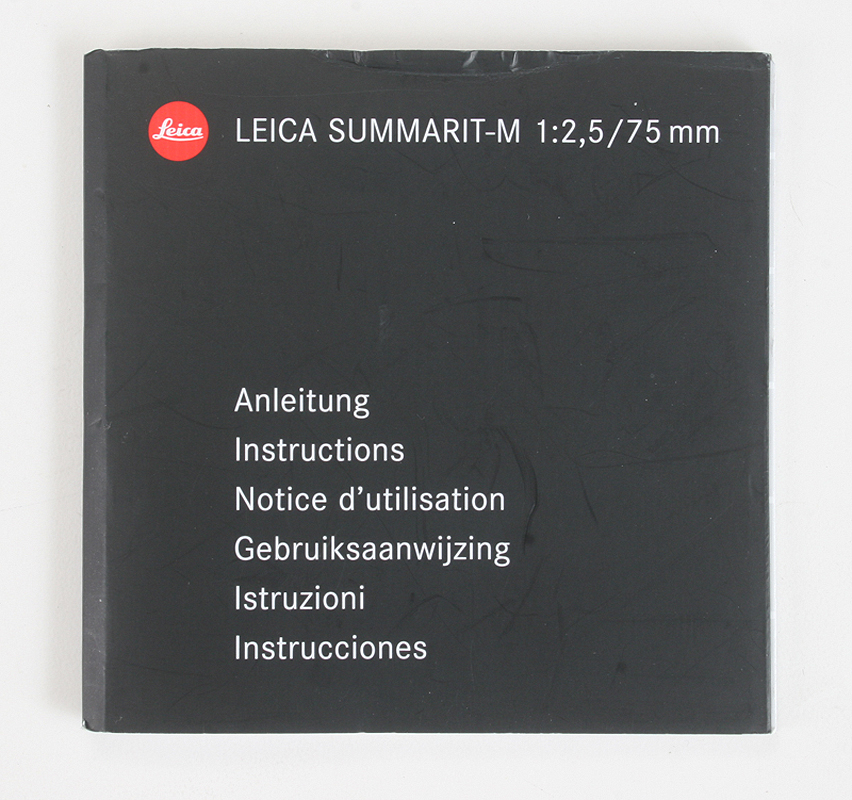 Leica LEICA SUMMARIT-M 1:2,5/75 mm
Anleitung
Instructions
Notice d’utilisation
Gebruiksaanwijzing
Istruzioni
Instrucciones